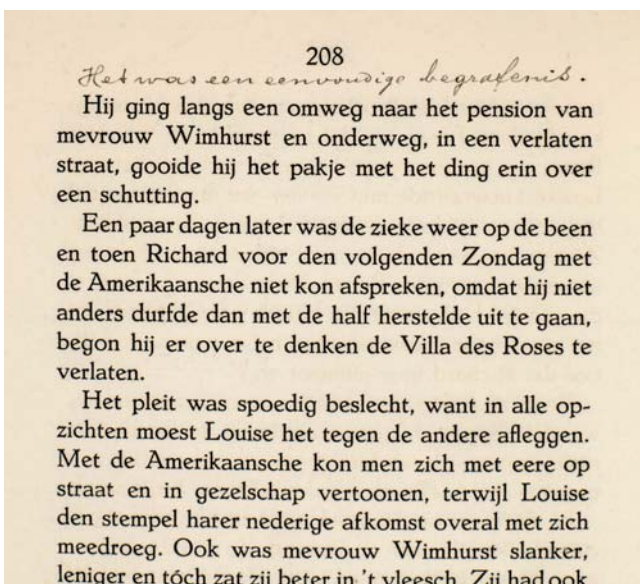 208
Het was een eenvoudige begrafenis.
Hij ging langs een omweg naar het pension van
mevrouw Wimhurst en onderweg, in een verlaten
straat, gooide hij het pakje met het ding erin over
een schutting.
Een paar dagen later was de zieke weer op de been
en toen Richard voor den volgenden Zondag met
de Amerikaansche niet kon afspreken, omdat hij niet
anders durfde dan met de half herstelde uit te gaan,
begon hij er over te denken de Villa des Roses te
verlaten.
Het pleit was spoedig beslecht, want in alle op-
zichten moest Louise het tegen de andere afleggen.
Met de Amerikaansche kon men zich met eere op
straat en in gezelschap vertoonen, terwijl Louise
den stempel harer nederige afkomst overal met zich
meedroeg. Ook was mevrouw Wimhurst slanker,
leniger en tóch zat zij beter in 't vleesch. Zij had ook